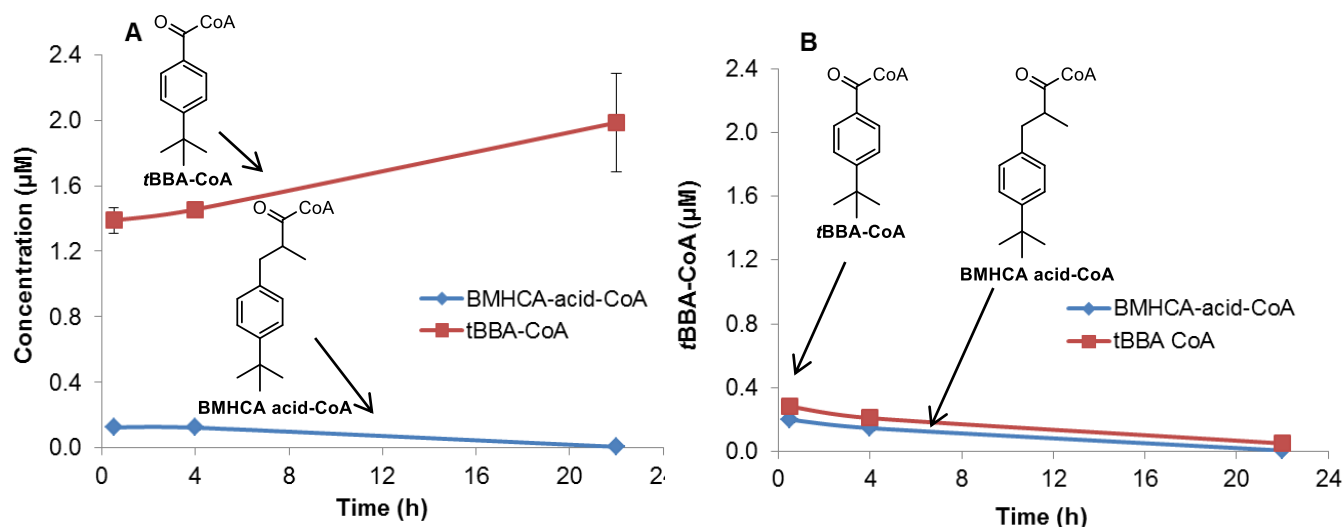 A
O CoA
tBBA-CoA
O CoA
BMHCA acid-CoA
BMHCA-acid-CoA
tBBA-CoA
Concentration (µM)
2.4
2.0
1.6
1.2
0.8
0.4
0.0
0 4 8 12 16 20 2
Time (h)
B
O CoA
tBBA-CoA
O CoA
BMHCA acid-CoA
BMHCA-acid-CoA
tBBA CoA
tBBA-CoA (µM)
2.4
2.0
1.6
1.2
0.8
0.4
0.0
0 4 8 12 16 20 24
Time (h)